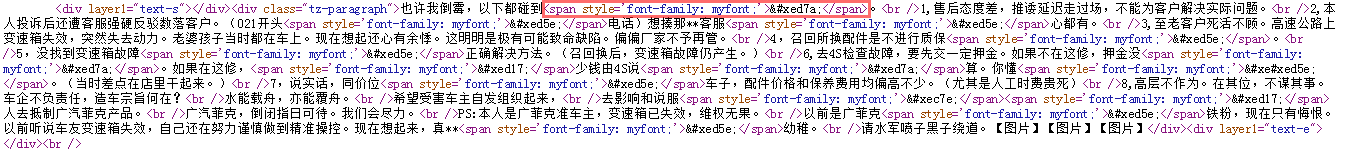 <div layer1="text-s"></div><div class="tz-paragraph">也许我倒霉，以下都碰到<span style='font-family: myfont;'>&#xed7a;</span>。<br />1,售后态度差，推诿延迟走过场，不能为客户解决实际问题。<br />2,本
人投诉后还遭客服强硬反驳数落客户。（021开头<span style='font-family: myfont;'>&#xed5e;</span>电话）想揍那**客服<span style='font-family: myfont;'>&#xed5e;</span>心都有。<br />3,至老客户死活不顾。高速公路上
变速箱失效，突然失去动力。老婆孩子当时都在车上。现在想起还心有余悸。这明明是极有可能致命缺陷。偏偏厂家不予再管。<br />4，召回所换配件是不进行质保<span style='font-family: myfont;'>&#xed5e;</span>。<br
/>5，没找到变速箱故障<span style='font-family: myfont;'>&#xed5e;</span>正确解决方法。（召回换后，变速箱故障仍产生。）<br />6,去4S检查故障，要先交一定押金。如果不在这修，押金没<span style='font-family:
myfont;'>&#xed7a;</span>。如果在这修，<span style='font-family: myfont;'>&#xed17;</span>少钱由4S说<span style='font-family: myfont;'>&#xed7a;</span>算。你懂<span style='font-family: myfont;'>&#xe#xed5e;</span>
。（当时差点在店里干起来。）<br />7，说实话，同价位<span style='font-family: myfont;'>&#xed5e;</span>车子，配件价格和保养费用均偏高不少。（尤其是人工时费贵死）<br />8,高层不作为。在其位，不谋其事。
车企不负责任，造车宗旨何在？<br />水能载舟，亦能覆舟。<br />希望受害车主自发组织起来，<br />去影响和说服<span style='font-family: myfont;'>&#xec7e;</span><span style='font-family: myfont;'>&#xed17;</span>
人去抵制广汽菲克产品。<br />广汽菲克，倒闭指日可待。我们会尽力。<br />PS:本人是广菲克准车主，变速箱已失效，维权无果。<br />以前是广菲克<span style='font-family: myfont;'>&#xed5e;</span>铁粉，现在只有悔恨。
以前听说车友变速箱失效，自己还在努力谨慎做到精准操控。现在想起来，真**<span style='font-family: myfont;'>&#xed5e;</span>幼稚。<br />请水军喷子黑子绕道。【图片】【图片】【图片】</div><div layer1="text-e">
</div><br />